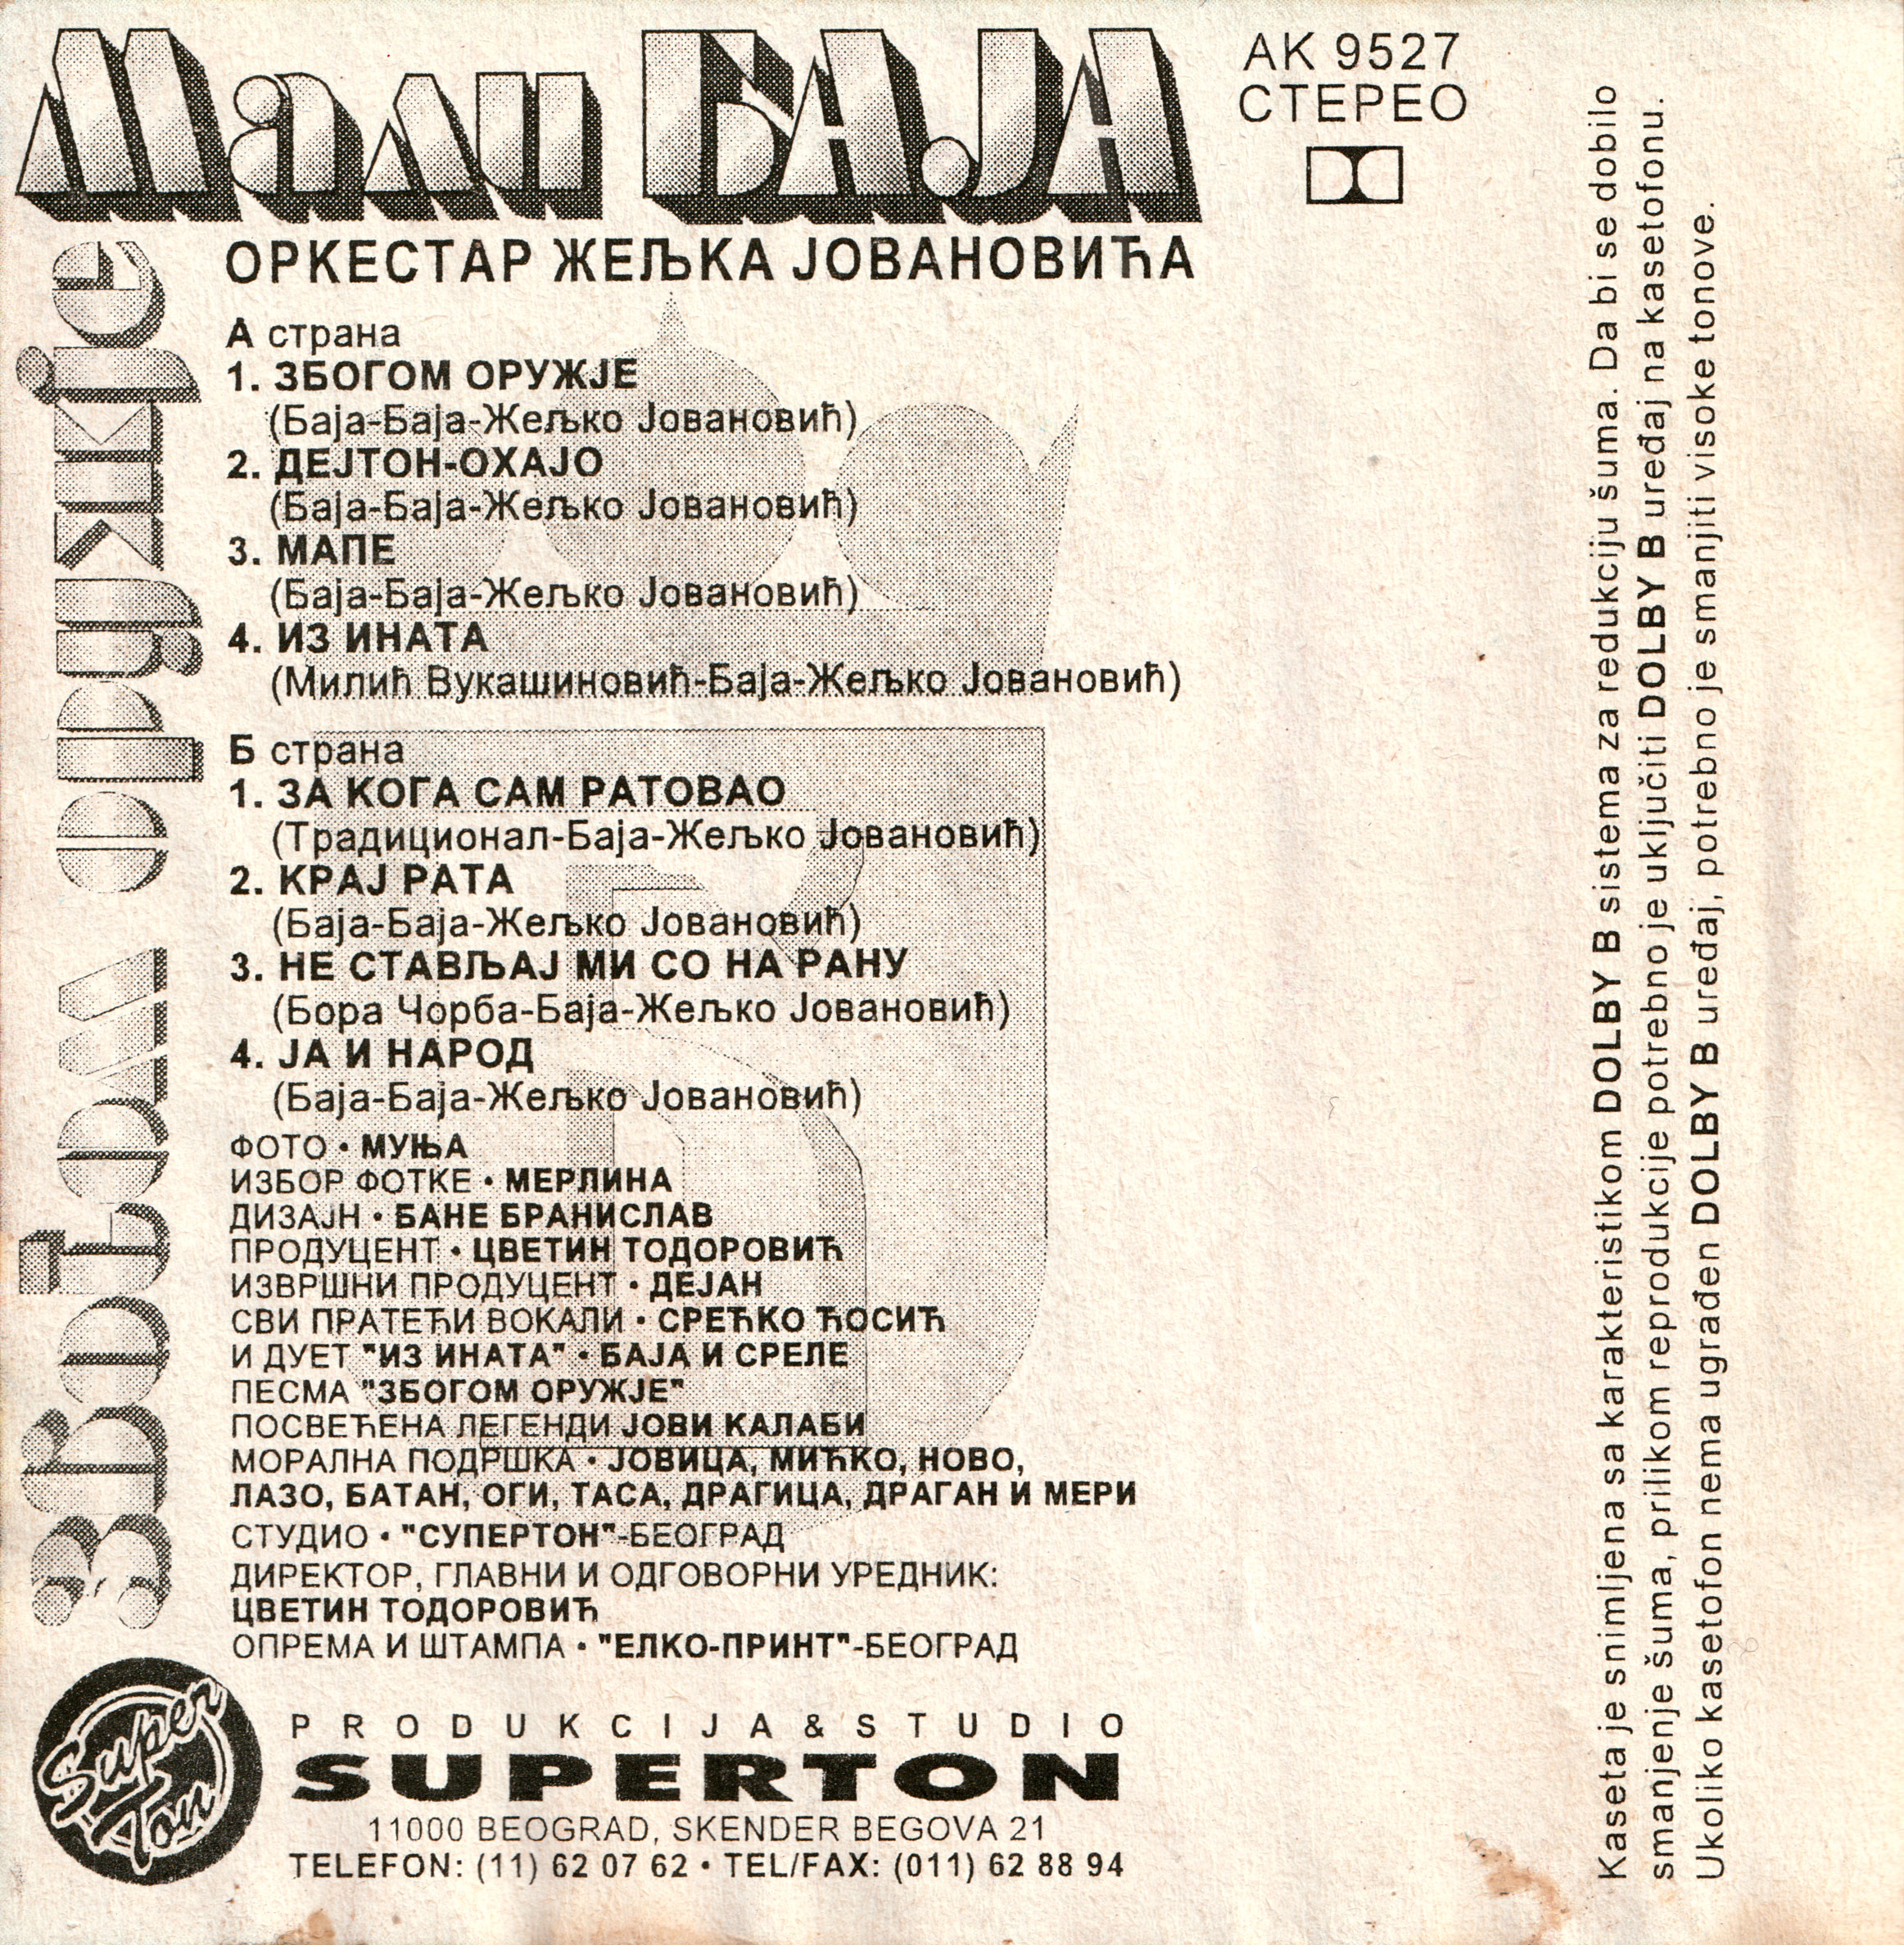 Мали БАЈА
АК 9527
СТЕРЕО
ОРКЕСТАР ЖЕЉКА ЈОВАНОВИЋА
Збогом оружје
А страна
1. ЗБОГОМ ОРУЖЈЕ
(Баја-Баја-Жељко Јовановић)
2. ДЕЈТОН-ОХАЈО
(Баја-Баја-Жељко Јовановић)
3. МАПЕ
(Баја-Баја-Жељко Јовановић)
4. ИЗ ИНАТА
(Милић Вукашиновић-Баја-Жељко Јовановић)
Б страна
1. ЗА КОГА САМ РАТОВАО
(Традиционал-Баја-Жељко Јовановић)
2. КРАЈ РАТА
(Баја-Баја-Жељко Јовановић)
3. НЕ СТАВЉАЈ МИ СО НА РАНУ
(Бора Чорба-Баја-Жељко Јовановић)
4. ЈА И НАРОД
(Баја-Баја-Жељко Јовановић)
ФОТО • МУЊА
ИЗБОР ФОТКЕ • МЕРЛИНА
ДИЗАЈН • БАНЕ БРАНИСЛАВ
ПРОДУЦЕНТ • ЦВЕТИН ТОДОРОВИЋ
ИЗВРШНИ ПРОДУЦЕНТ • ДЕЈАН
СВИ ПРАТЕЋИ ВОКАЛИ • СРЕЋКО ЋОСИЋ
И ДУЕТ "ИЗ ИНАТА" • БАЈА И СРЕЛЕ
ПЕСМА "ЗБОГОМ ОРУЖЈЕ"
ПОСВЕЋЕНА ЛЕГЕНДИ ЈОВИ КАЛАБИ
МОРАЛНА ПОДРШКА • ЈОВИЦА, МИЋКО, НОВО,
ЛАЗО, БАТАН, ОГИ, ТАСА, ДРАГИЦА, ДРАГАН И МЕРИ
СТУДИО • "СУПЕРТОН"-БЕОГРАД
ДИРЕКТОР, ГЛАВНИ И ОДГОВОРНИ УРЕДНИК:
ЦВЕТИН ТОДОРОВИЋ
ОПРЕМА И ШТАМПА • "ЕЛКО-ПРИНТ"-БЕОГРАД
Super
Ton
PRODUKCIJA & STUDIO
SUPERTON
11000 BEOGRAD, SKENDER BEGOVA 21
TELEFON: (11) 62 07 62 • TEL/FAX: (011) 62 88 94
Kaseta je snimljena sa karakteristikom DOLBY B sistema za redukciju šuma. Da bi se dobilo
smanjenje šuma, prilikom reprodukcije potrebno je uključiti DOLBY B uređaj na kasetofonu.
Ukoliko kasetofon nema ugrađen DOLBY B uređaj, potrebno je smanjiti visoke tonove.